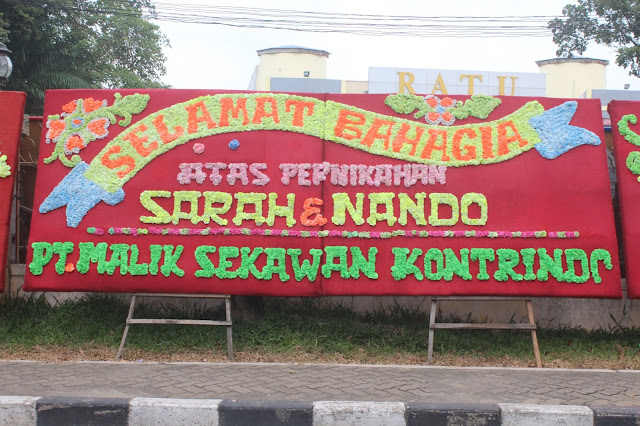 RATU
SELAMAT BAHAGIA
ATAS PERNIKAHAN
SARAH & NANDO
PT. MALIK SEKAWAN KONTRINDO